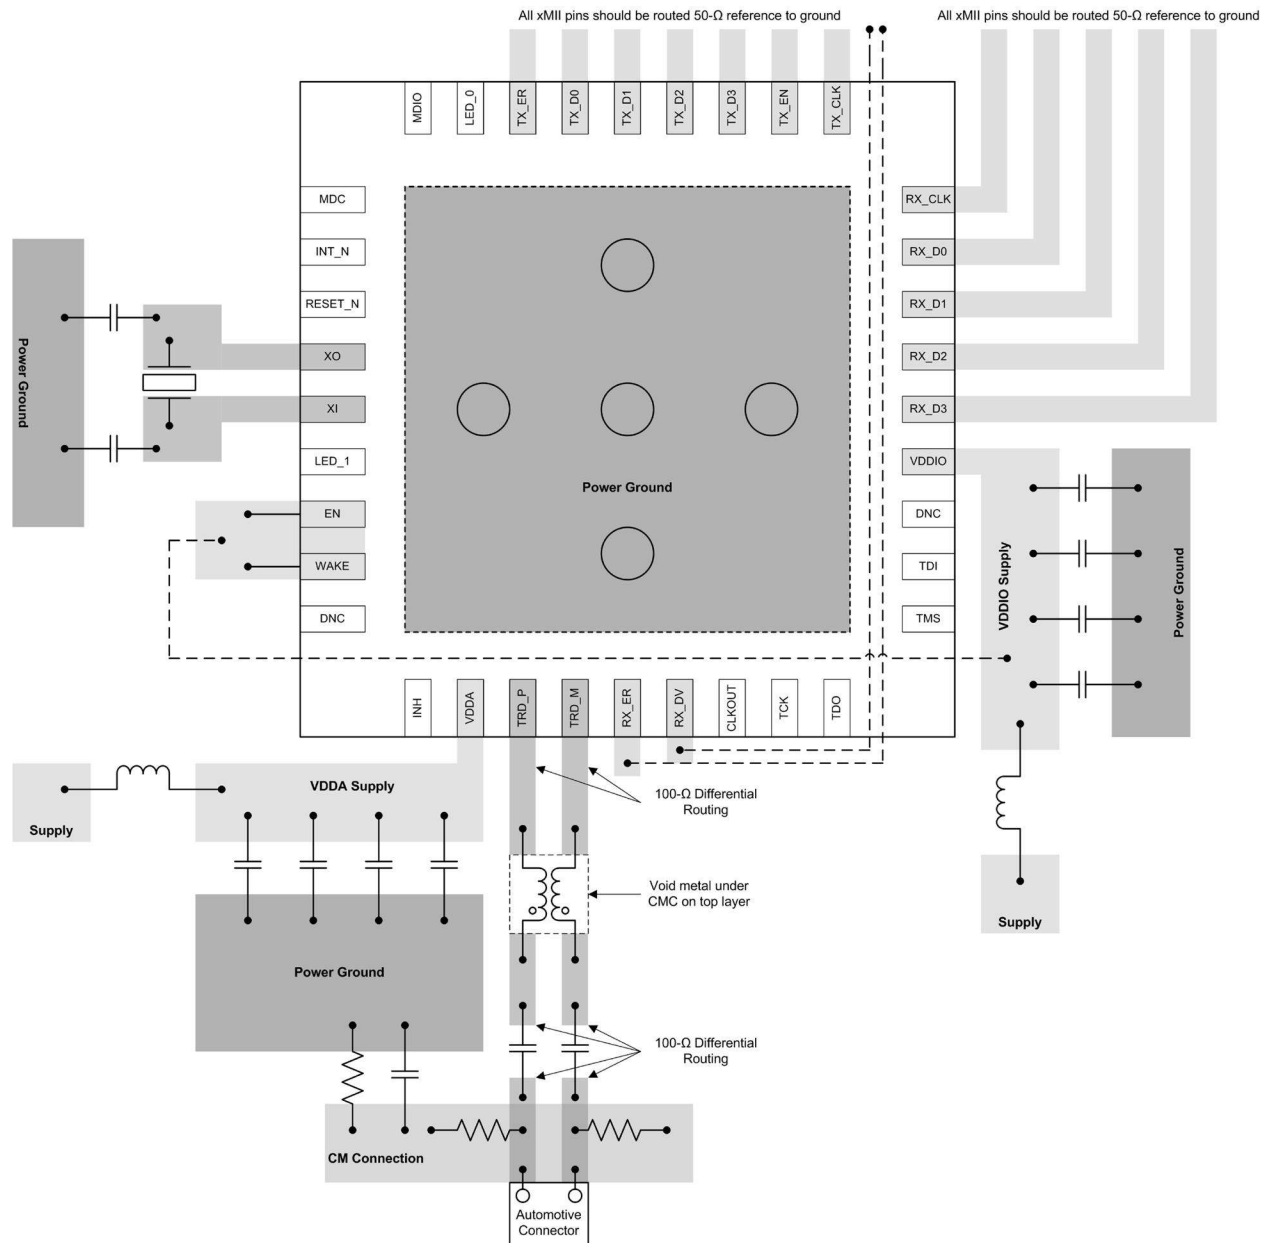 All xMII pins should be routed 50-Ω reference to ground
All xMII pins should be routed 50-Ω reference to ground
MDIO
LED_0
TX_ER
TX_D0
TX_D1
TX_D2
TX_D3
TX_EN
TX_CLK
MDC
INT_N
RESET_N
XO
XI
LED_1
EN
WAKE
DNC
Power Ground
Power Ground
RX_CLK
RX_D0
RX_D1
RX_D2
RX_D3
VDDIO
DNC
TDI
TMS
VDDIO Supply
Power Ground
INH
VDDA
TRD_P
TRD_M
RX_ER
RX_DV
CLKOUT
TCK
TDO
Supply
VDDA Supply
100-Ω Differential
Routing
Void metal under
CMC on top layer
Supply
Power Ground
100-Ω Differential
Routing
CM Connection
Automotive
Connector